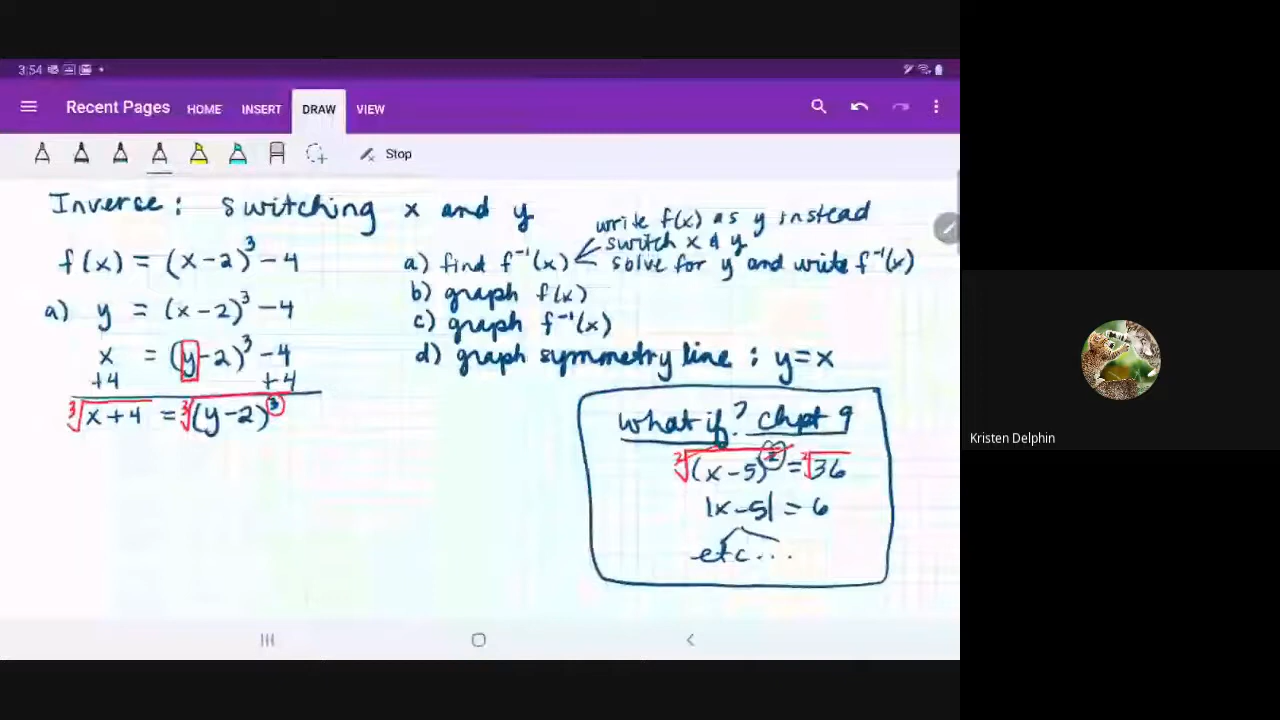 3:54
Recent Pages HOME INSERT DRAW VIEW
Stop
Inverse: switching x and y
f(x) = (x-2)³ - 4
a) y = (x-2)³ - 4
x = (y-2)³ - 4
+4 +4
∛x+4 = ∛(y-2)³
write f(x) as y instead
switch x & y
a) find f⁻¹(x) solve for y and write f⁻¹(x)
b) graph f(x)
c) graph f⁻¹(x)
d) graph symmetry line : y=x
what if? Chpt 9
²√(x-5)² = ²√36
|x-5| = 6
etc...
Kristen Delphin